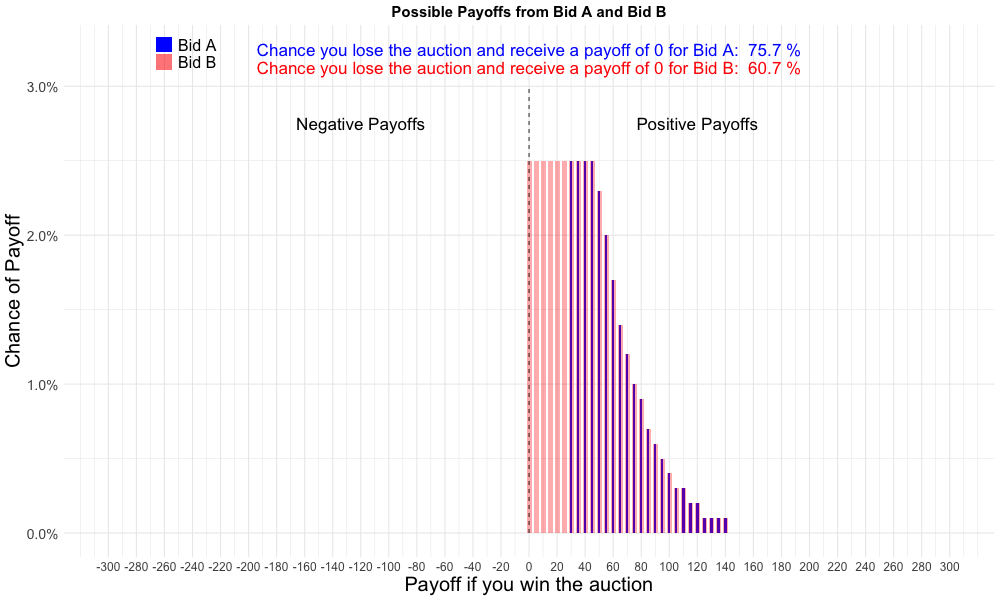 Possible Payoffs from Bid A and Bid B
Bid A
Bid B
Chance you lose the auction and receive a payoff of 0 for Bid A: 75.7 %
Chance you lose the auction and receive a payoff of 0 for Bid B: 60.7 %
Negative Payoffs
Positive Payoffs
Chance of Payoff
3.0%
2.0%
1.0%
0.0%
-300 -280 -260 -240 -220 -200 -180 -160 -140 -120 -100 -80 -60 -40 -20 0 20 40 60 80 100 120 140 160 180 200 220 240 260 280 300
Payoff if you win the auction